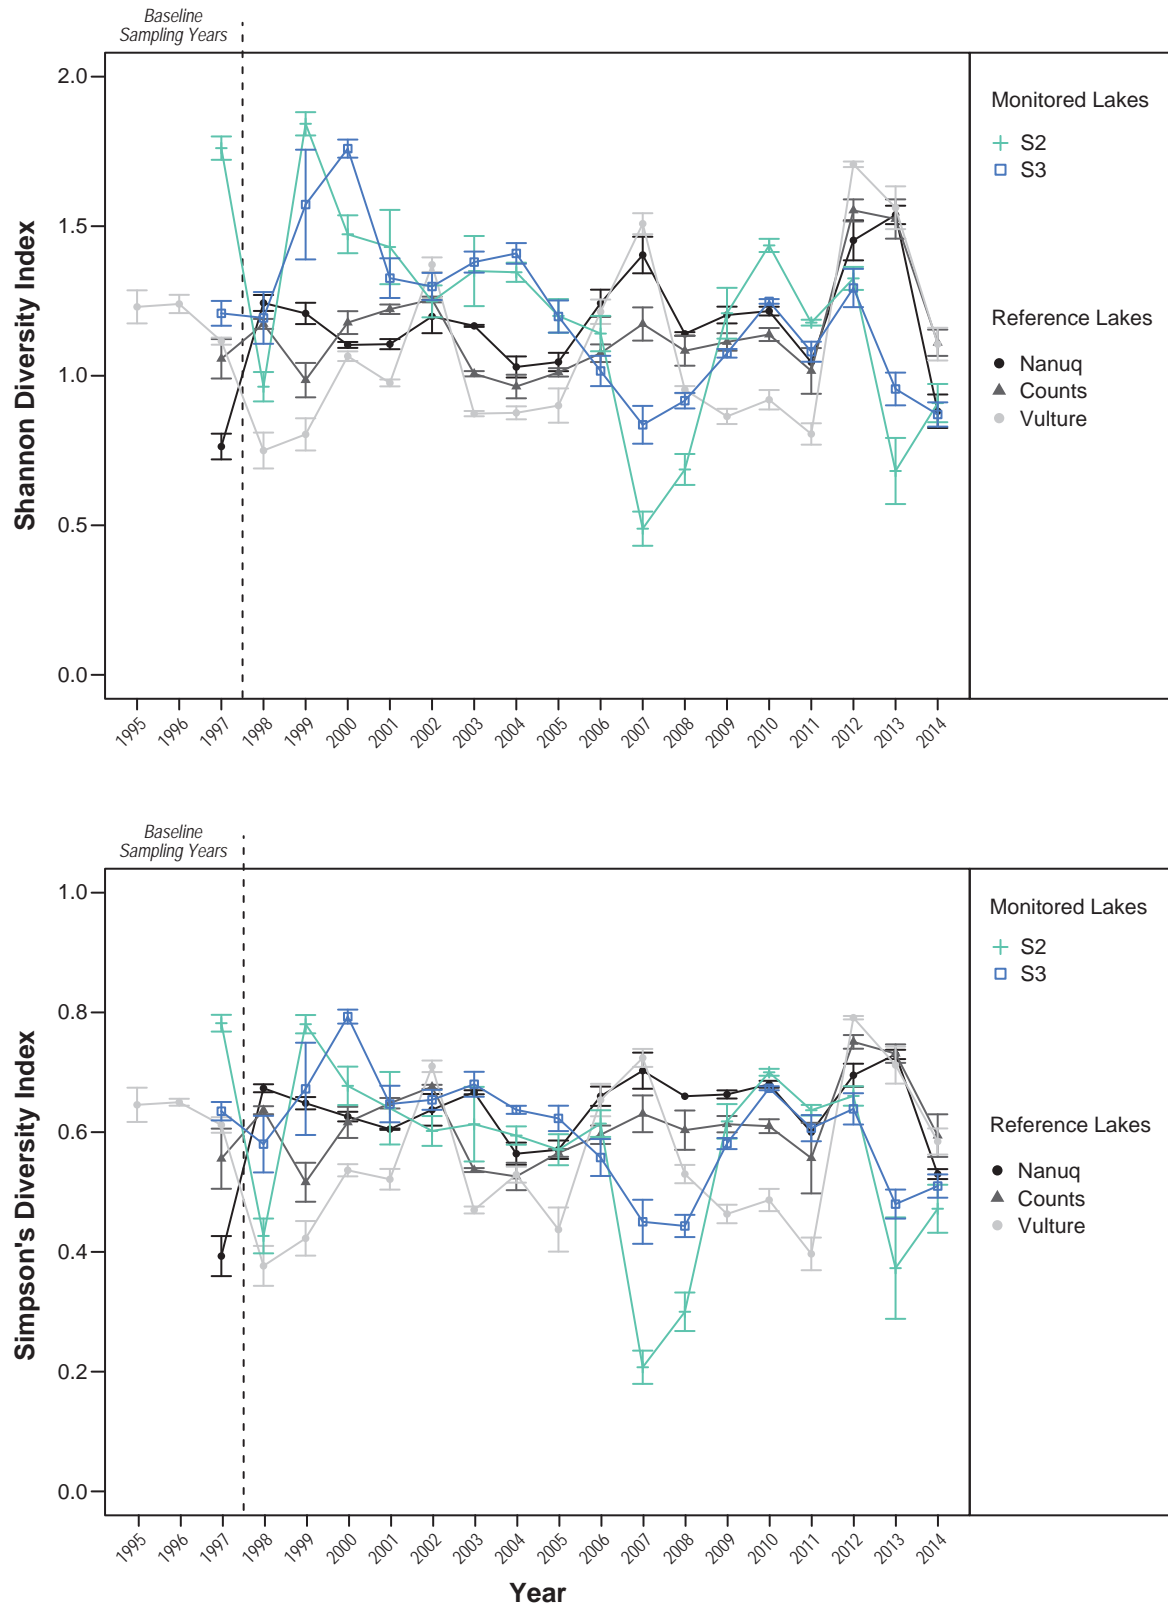 Baseline
Sampling Years
Shannon Diversity Index
2.0
1.5
1.0
0.5
0.0
1995 1996 1997 1998 1999 2000 2001 2002 2003 2004 2005 2006 2007 2008 2009 2010 2011 2012 2013 2014
Monitored Lakes
S2
S3
Reference Lakes
Nanuq
Counts
Vulture
Baseline
Sampling Years
Simpson's Diversity Index
1.0
0.8
0.6
0.4
0.2
0.0
1995 1996 1997 1998 1999 2000 2001 2002 2003 2004 2005 2006 2007 2008 2009 2010 2011 2012 2013 2014
Year
Monitored Lakes
S2
S3
Reference Lakes
Nanuq
Counts
Vulture